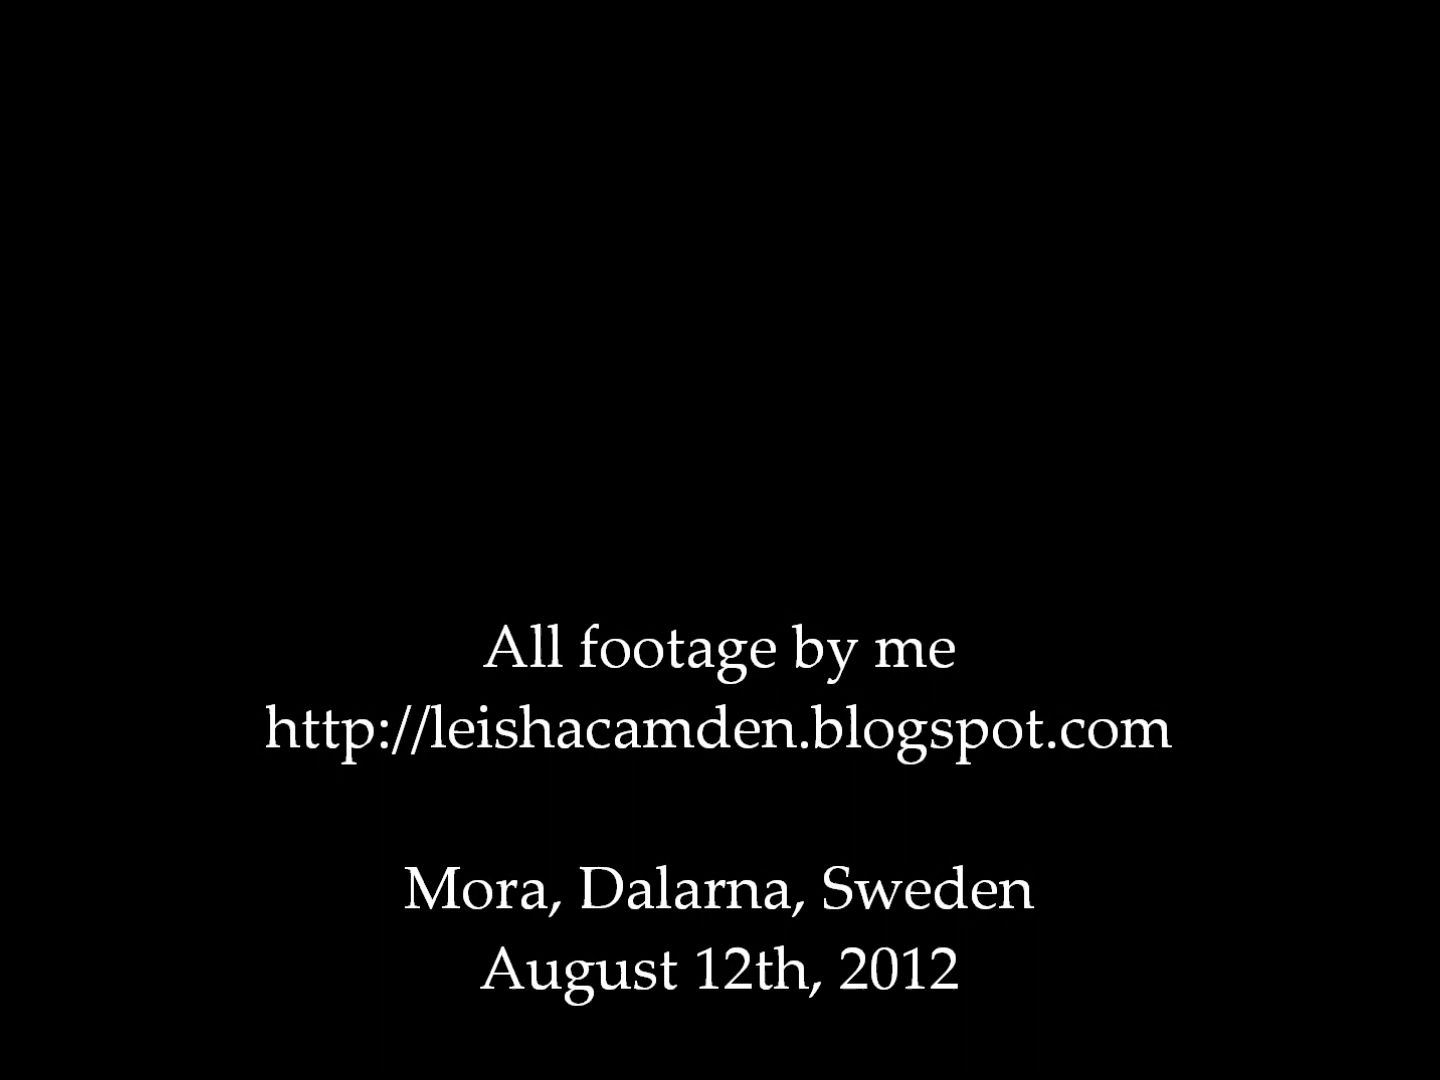 All footage by me
http://leishacamden.blogspot.com
Mora, Dalarna, Sweden
August 12th, 2012